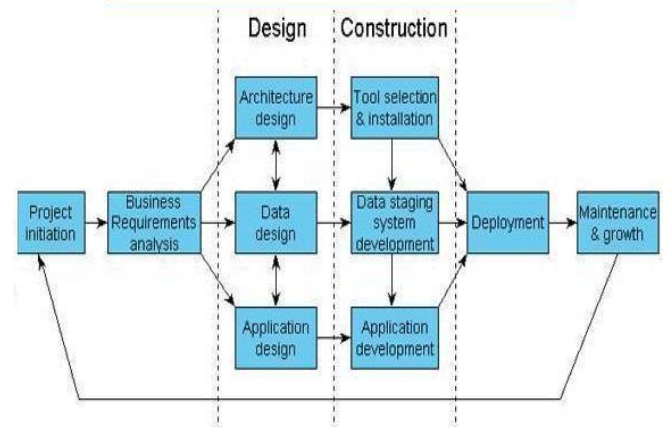 Design
Construction
Architecture
design
Tool selection
& installation
Project
initiation
Business
Requirements
analysis
Data
design
Data staging
system
development
Deployment
Maintenance
& growth
Application
design
Application
development